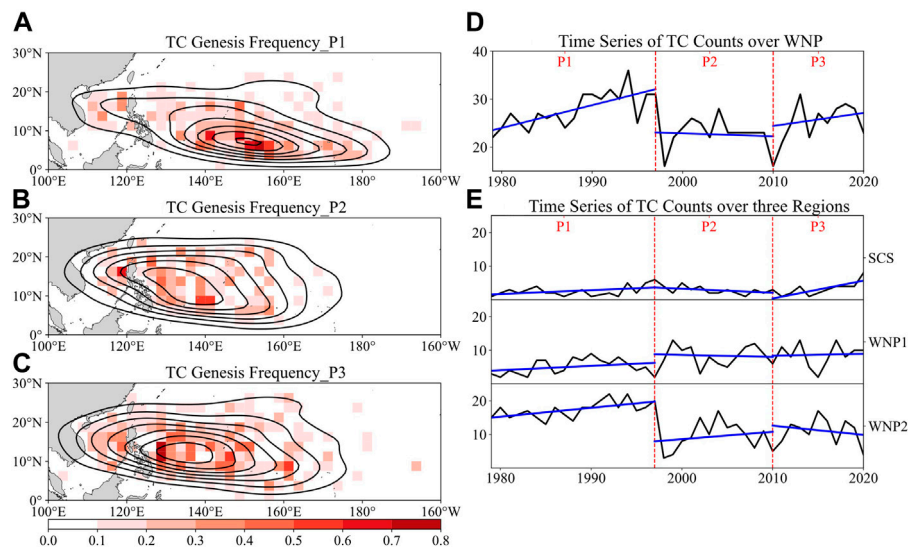 A
TC Genesis Frequency_P1
30°N
20°N
10°N
0°
100°E 120°E 140°E 160°E 180° 160°W
B
TC Genesis Frequency_P2
30°N
20°N
10°N
0°
100°E 120°E 140°E 160°E 180° 160°W
C
TC Genesis Frequency_P3
30°N
20°N
10°N
0°
100°E 120°E 140°E 160°E 180° 160°W
0.0 0.1 0.2 0.3 0.4 0.5 0.6 0.7 0.8
D
Time Series of TC Counts over WNP
40
P1 P2 P3
30
20
1980 1990 2000 2010 2020
E
Time Series of TC Counts over three Regions
P1 P2 P3
20
10
SCS
20
10
WNP1
20
10
WNP2
1980 1990 2000 2010 2020